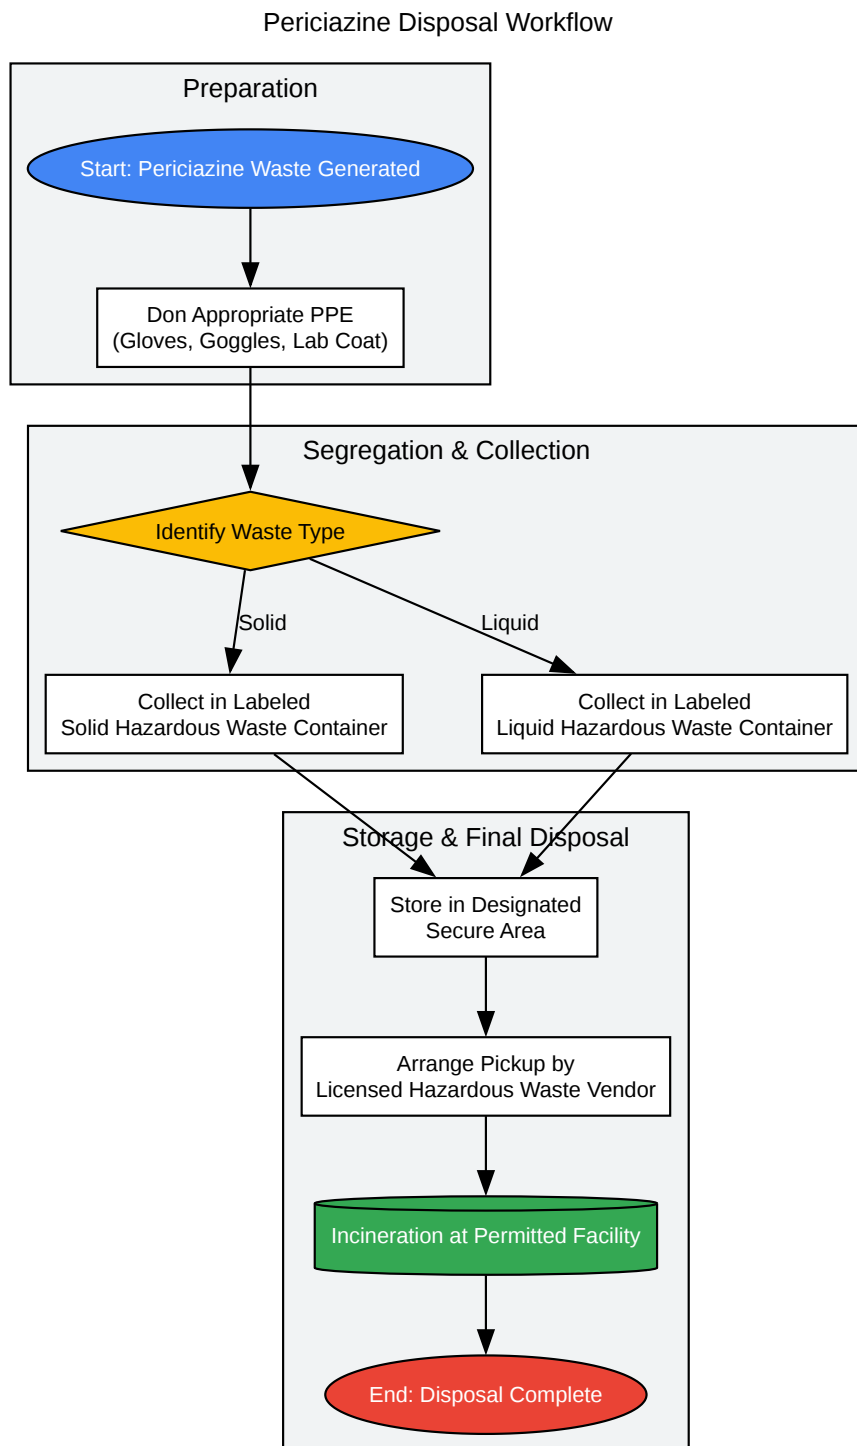 Periciazine Disposal Workflow
Preparation
Start: Periciazine Waste Generated
Don Appropriate PPE
(Gloves, Goggles, Lab Coat)
Segregation & Collection
Identify Waste Type
Solid
Liquid
Collect in Labeled
Solid Hazardous Waste Container
Collect in Labeled
Liquid Hazardous Waste Container
Storage & Final Disposal
Store in Designated
Secure Area
Arrange Pickup by
Licensed Hazardous Waste Vendor
Incineration at Permitted Facility
End: Disposal Complete